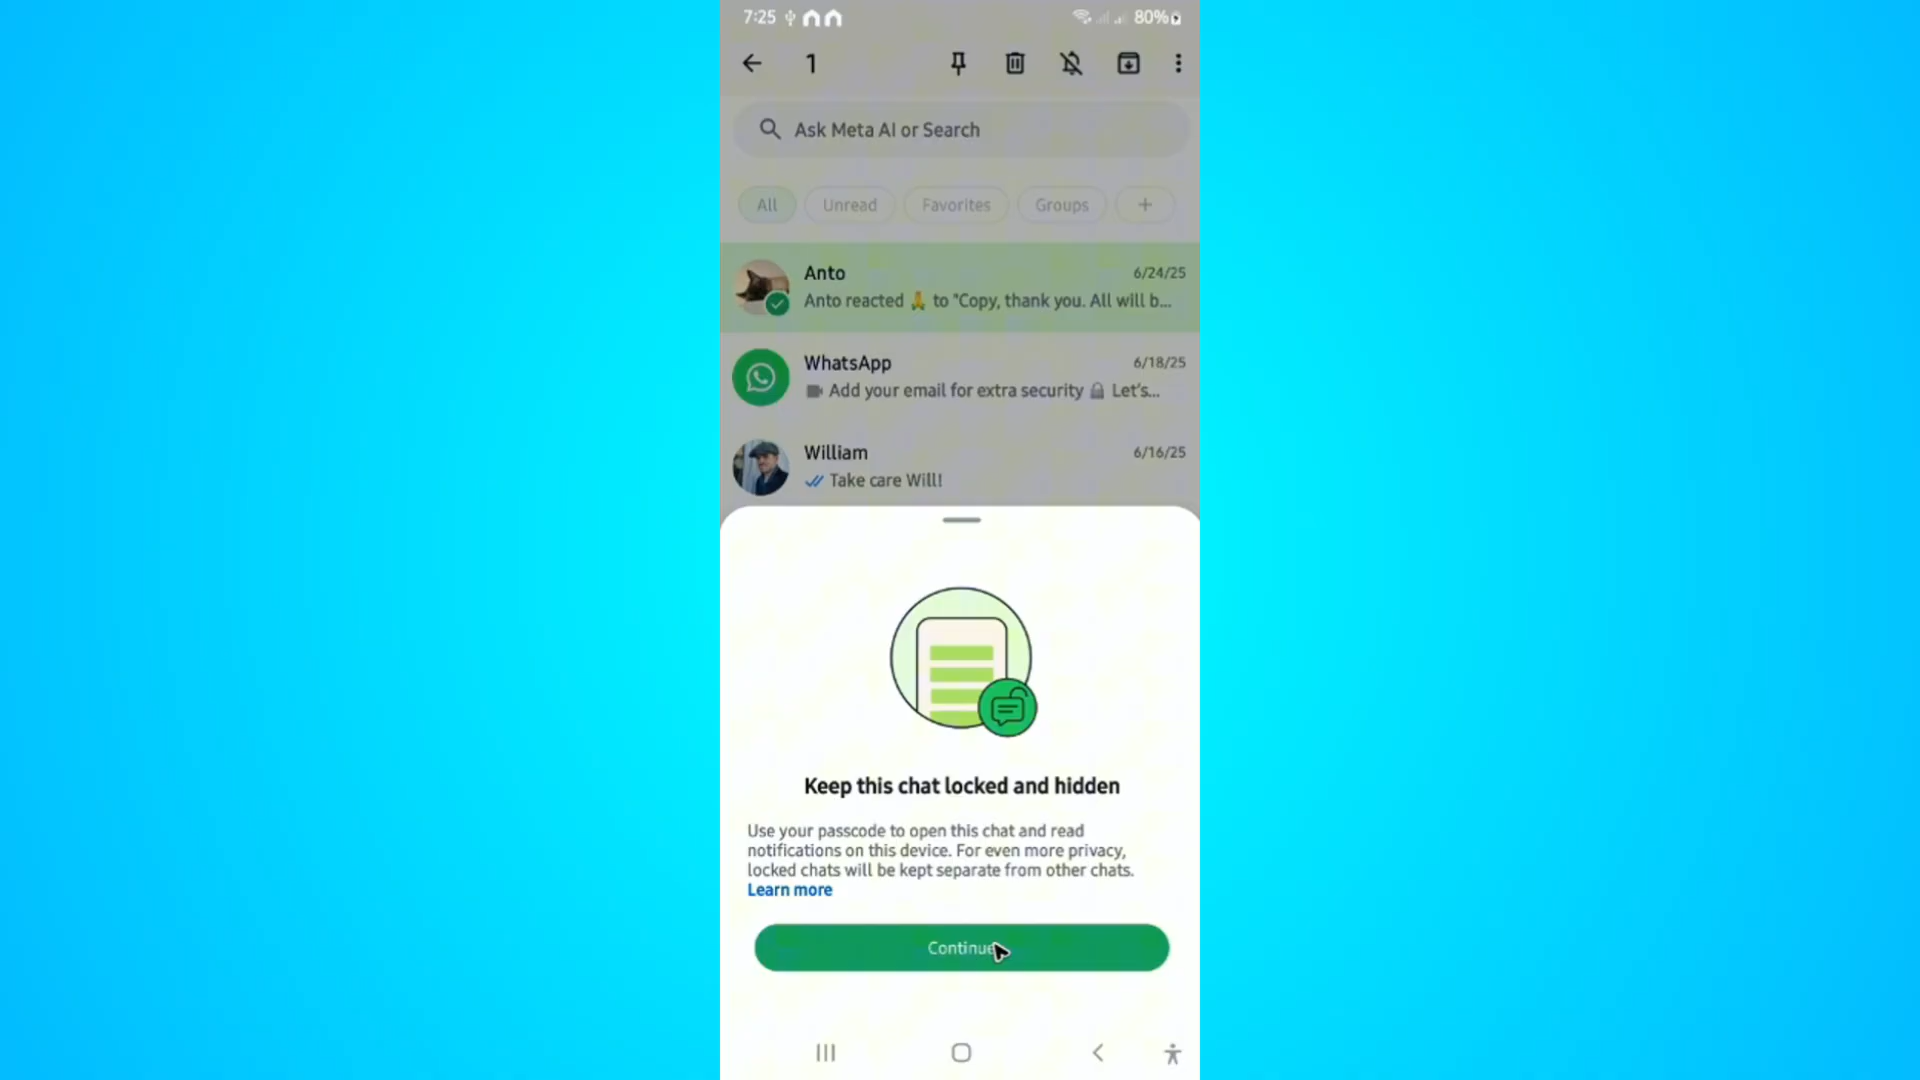 7:25
80%
1
Ask Meta AI or Search
All
Unread
Favorites
Groups
+
Anto
6/24/25
Anto reacted 🙏 to "Copy, thank you. All will b...
WhatsApp
6/18/25
Add your email for extra security 🔒 Let's...
William
6/16/25
Take care Will!
Keep this chat locked and hidden
Use your passcode to open this chat and read
notifications on this device. For even more privacy,
locked chats will be kept separate from other chats.
Learn more
Continue